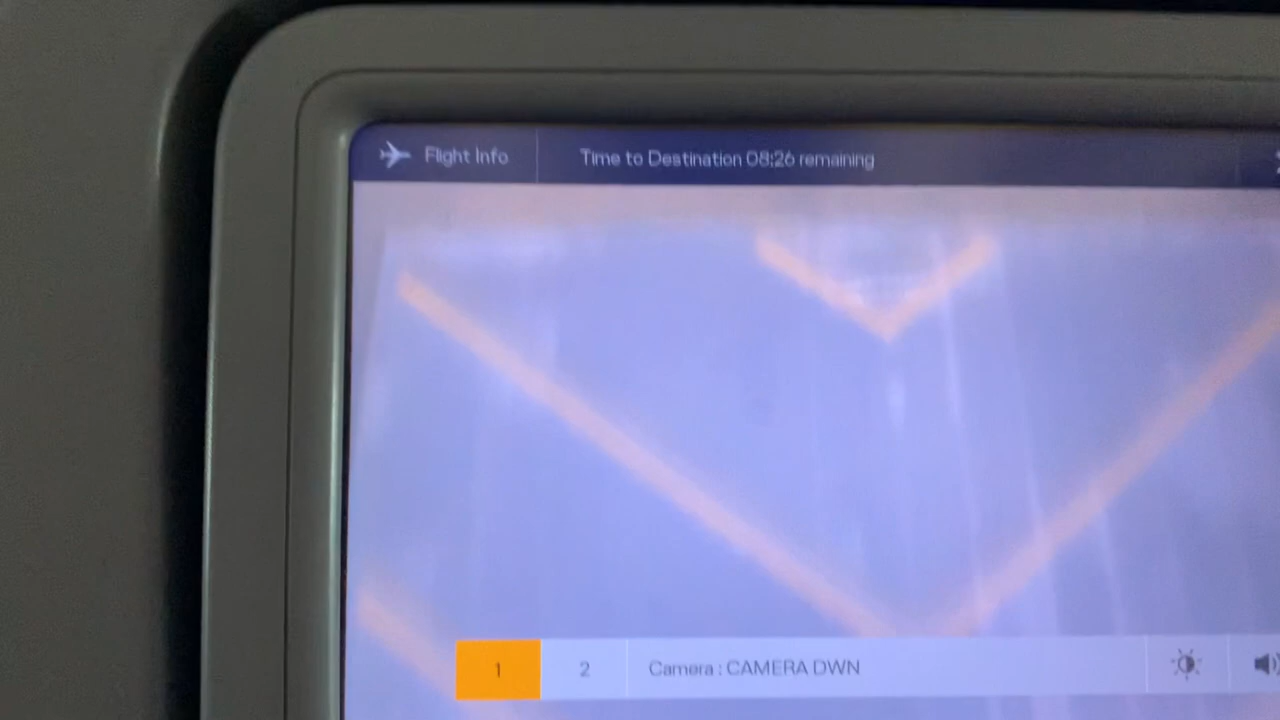 Flight Info
Time to Destination 08:26 remaining
1
2
Camera : CAMERA DWN